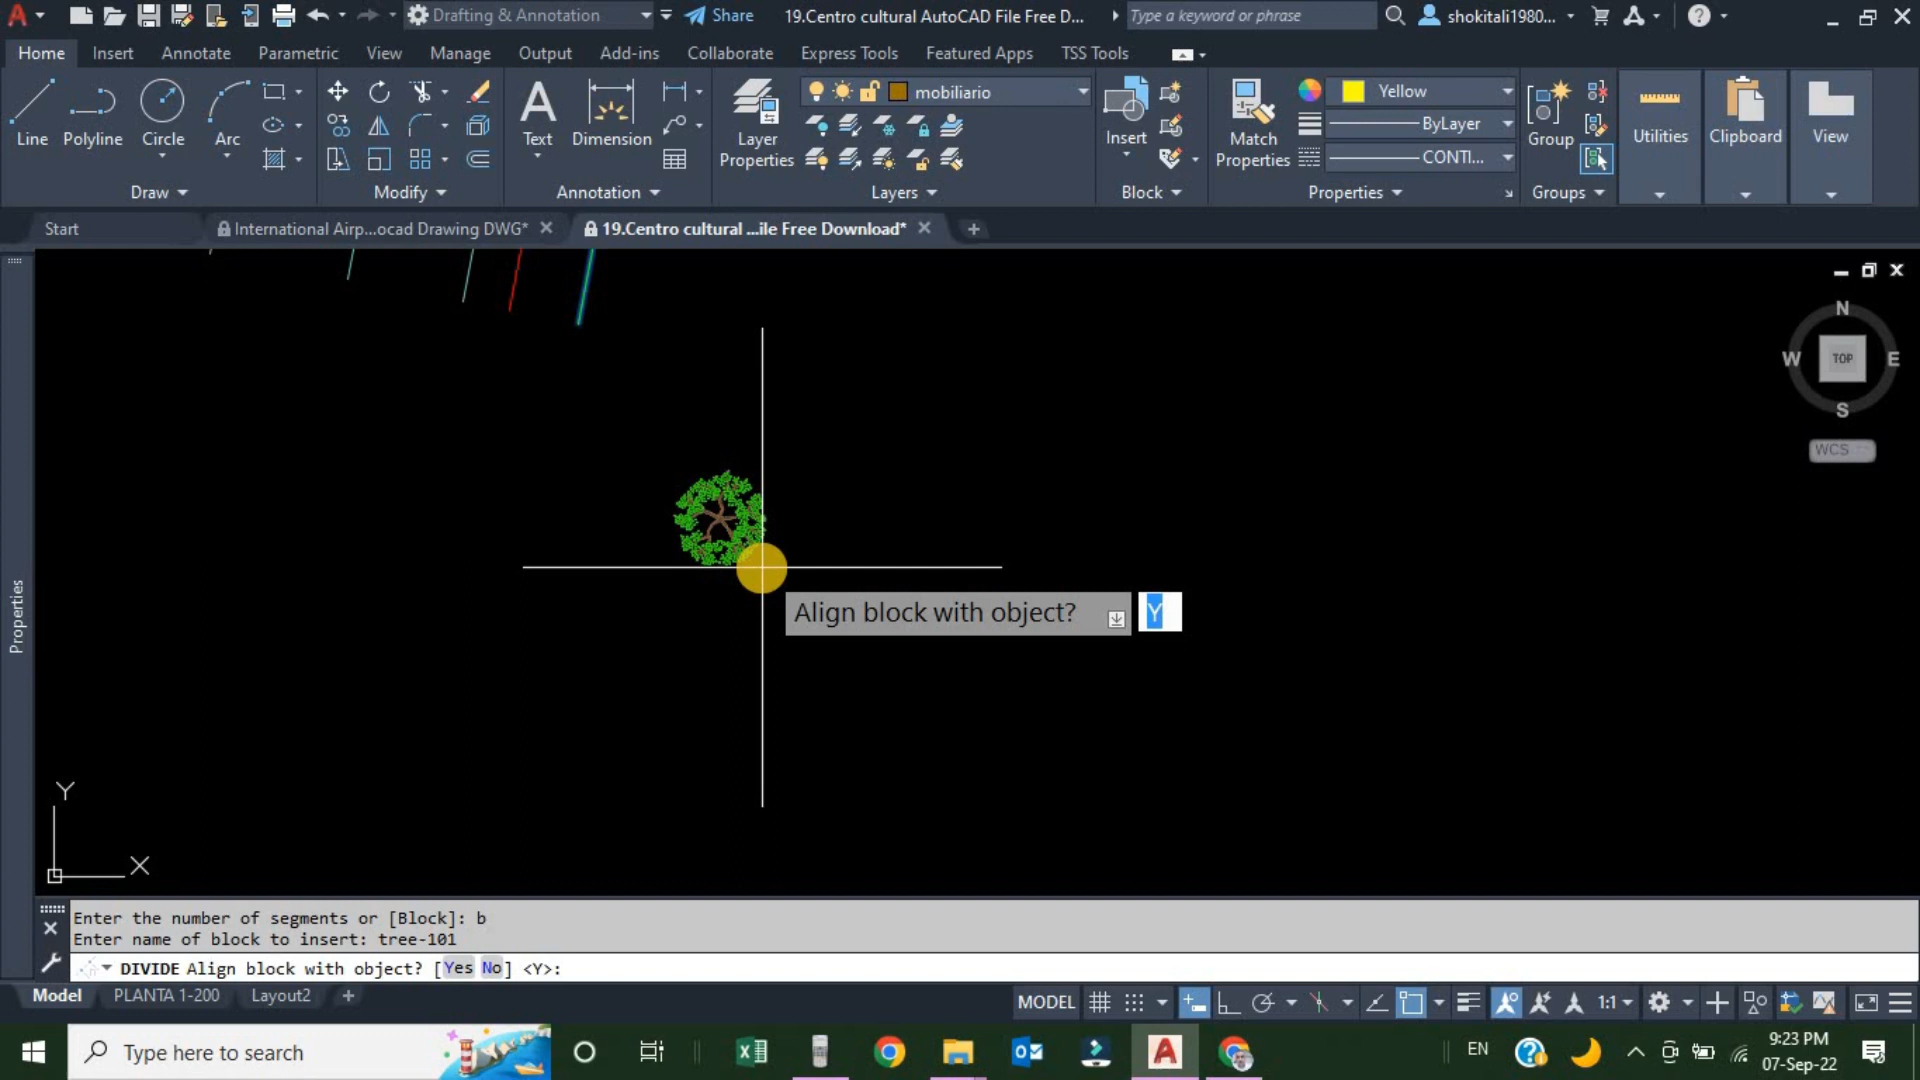 Drafting & Annotation
Share
19.Centro cultural AutoCAD File Free D...
Type a keyword or phrase
shokitali1980...
Home
Insert
Annotate
Parametric
View
Manage
Output
Add-ins
Collaborate
Express Tools
Featured Apps
TSS Tools
Line
Polyline
Circle
Arc
Draw
Modify
Text
Dimension
Annotation
Layer
Properties
mobiliario
Layers
Insert
Block
Match
Properties
Yellow
ByLayer
CONTI...
Properties
Group
Groups
Utilities
Clipboard
View
Start
International Airp...ocad Drawing DWG*
19.Centro cultural ...ile Free Download*
N
W
TOP
E
S
WCS
Properties
Align block with object?
Y
Y
X
Enter the number of segments or [Block]: b
Enter name of block to insert: tree-101
DIVIDE Align block with object? [Yes No] <Y>:
Model
PLANTA 1-200
Layout2
MODEL
1:1
Type here to search
EN
9:23 PM
07-Sep-22